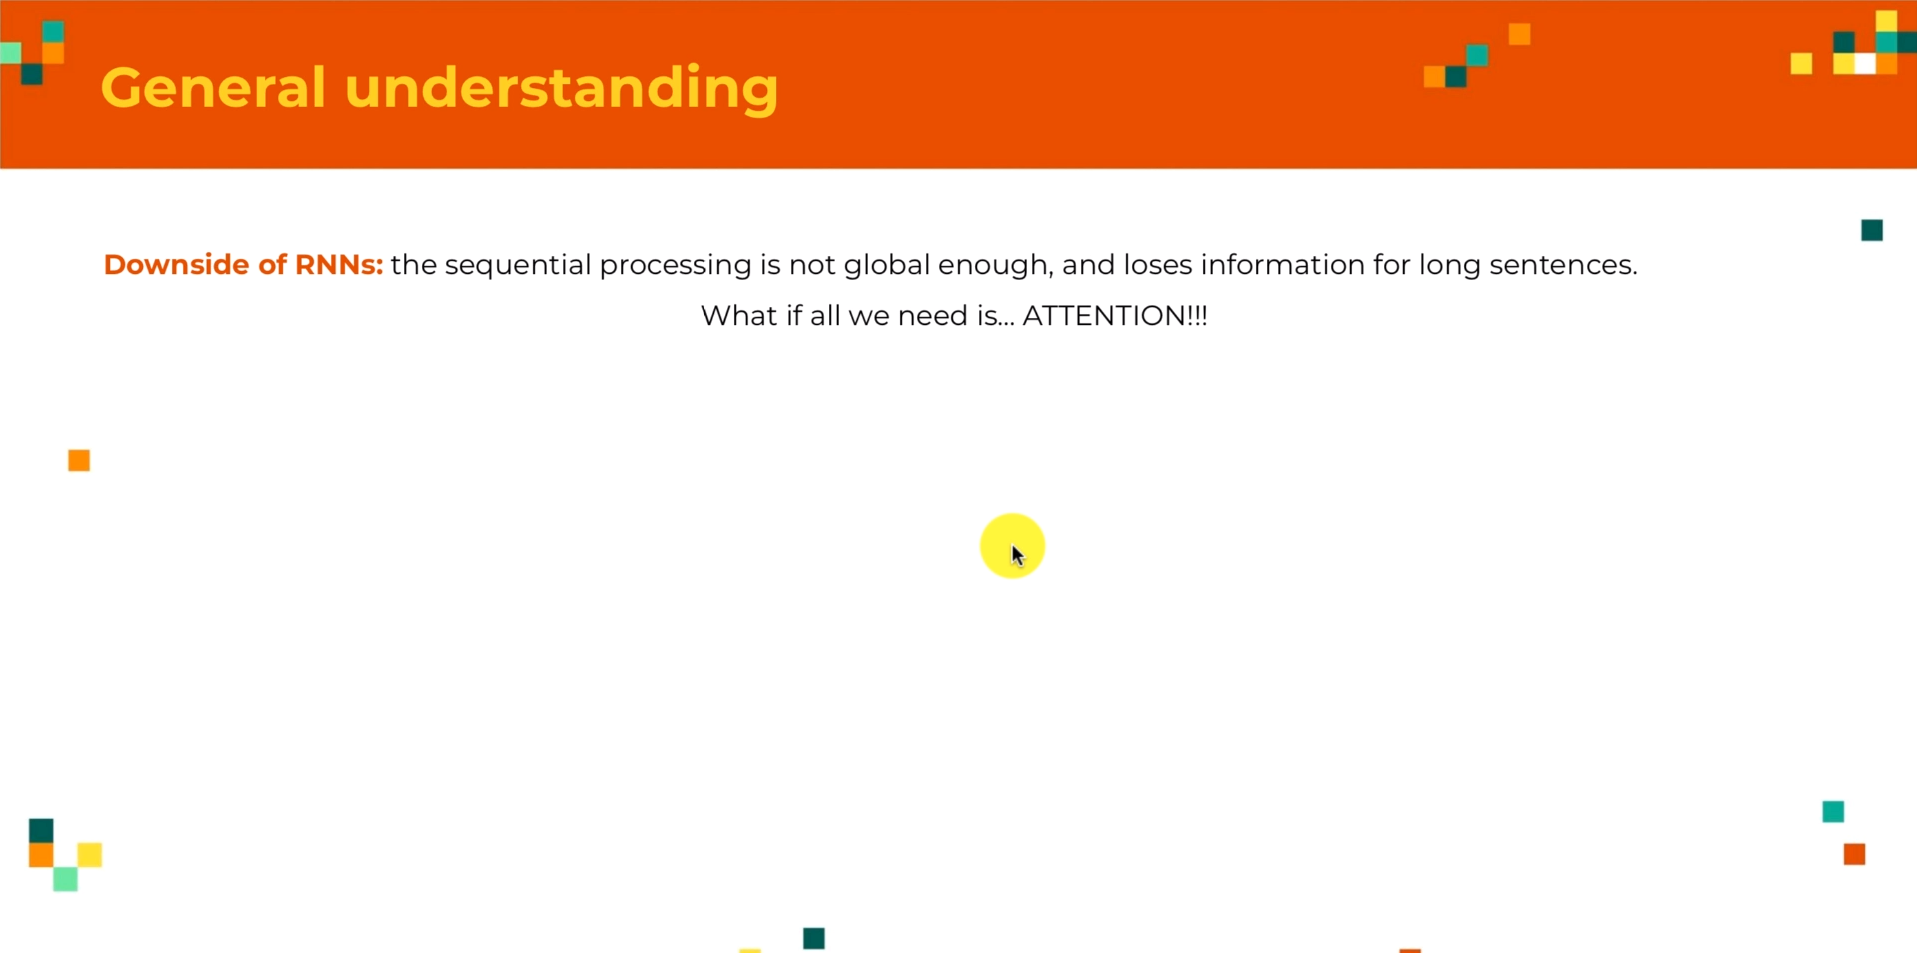 General understanding
Downside of RNNs: the sequential processing is not global enough, and loses information for long sentences.
What if all we need is... ATTENTION!!!